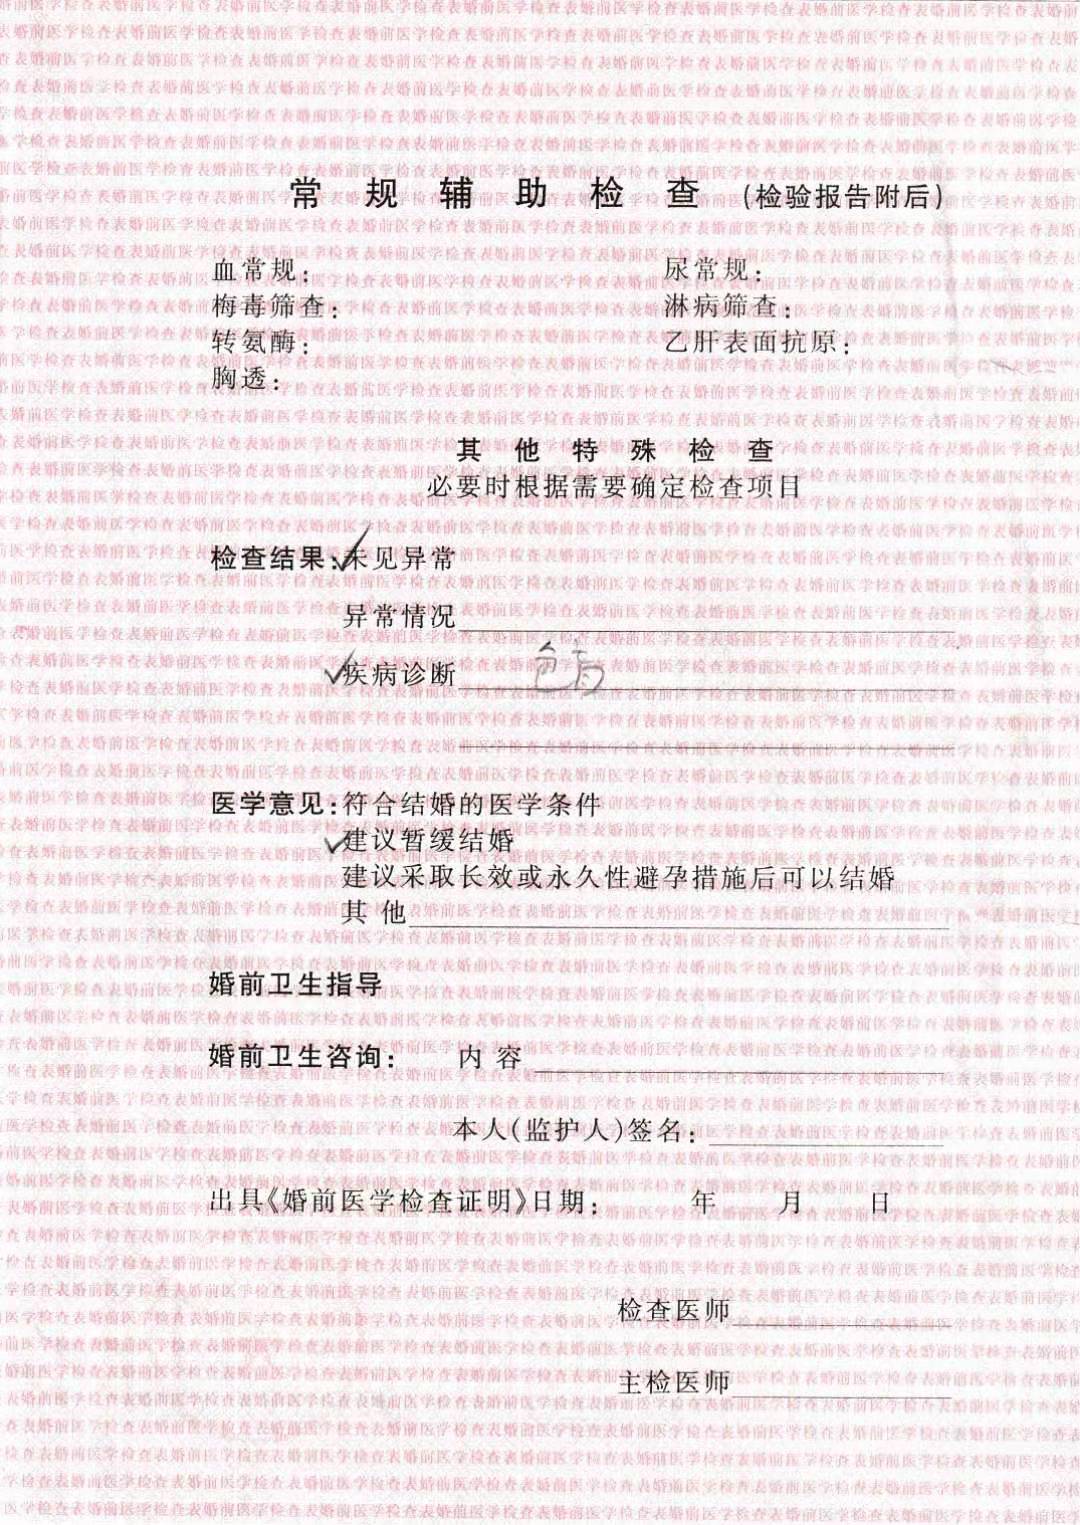 常规辅助检查 (检验报告附后)
血常规: 尿常规:
梅毒筛查: 淋病筛查:
转氨酶: 乙肝表面抗原:
胸透:
其他特殊检查
必要时根据需要确定检查项目
检查结果:✓未见异常
异常情况
✓疾病诊断 色盲
医学意见:符合结婚的医学条件
✓建议暂缓结婚
建议采取长效或永久性避孕措施后可以结婚
其他
婚前卫生指导
婚前卫生咨询: 内容
本人(监护人)签名:
出具《婚前医学检查证明》日期: 年 月 日
检查医师
主检医师